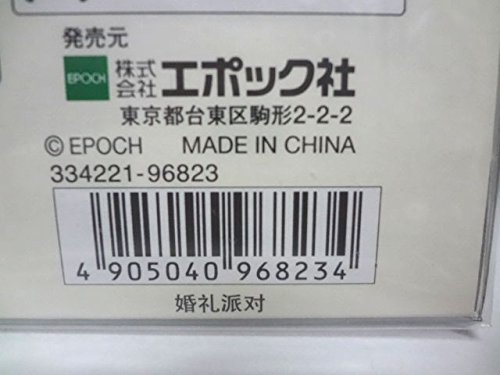 発売元
EPOCH 株式会社 エポック社
東京都台東区駒形2-2-2
© EPOCH MADE IN CHINA
334221-96823
4 905040 968234
婚礼派对